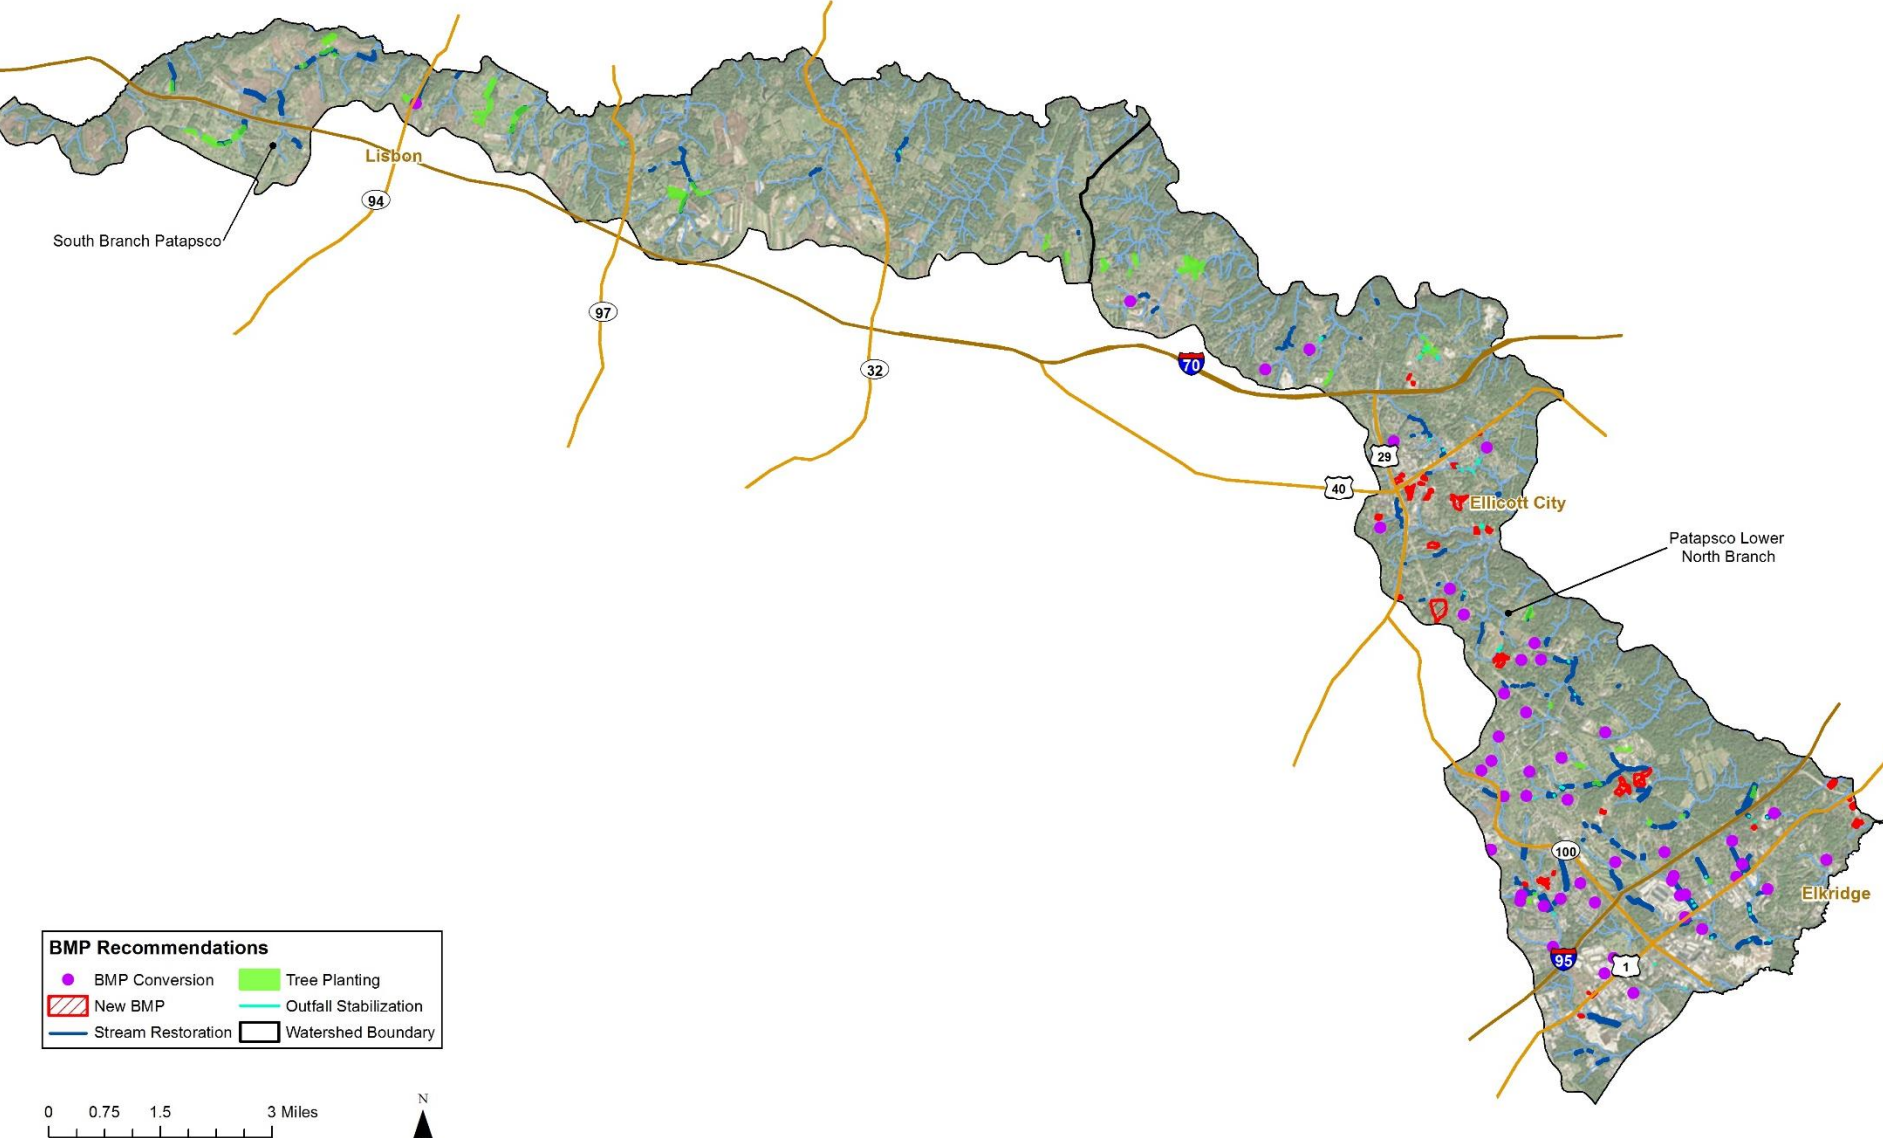 Lisbon
94
South Branch Patapsco
97
32
70
29
40
Ellicott City
Patapsco Lower
North Branch
100
Elkridge
95
1
BMP Recommendations
BMP Conversion
Tree Planting
New BMP
Outfall Stabilization
Stream Restoration
Watershed Boundary
0 0.75 1.5 3 Miles
N